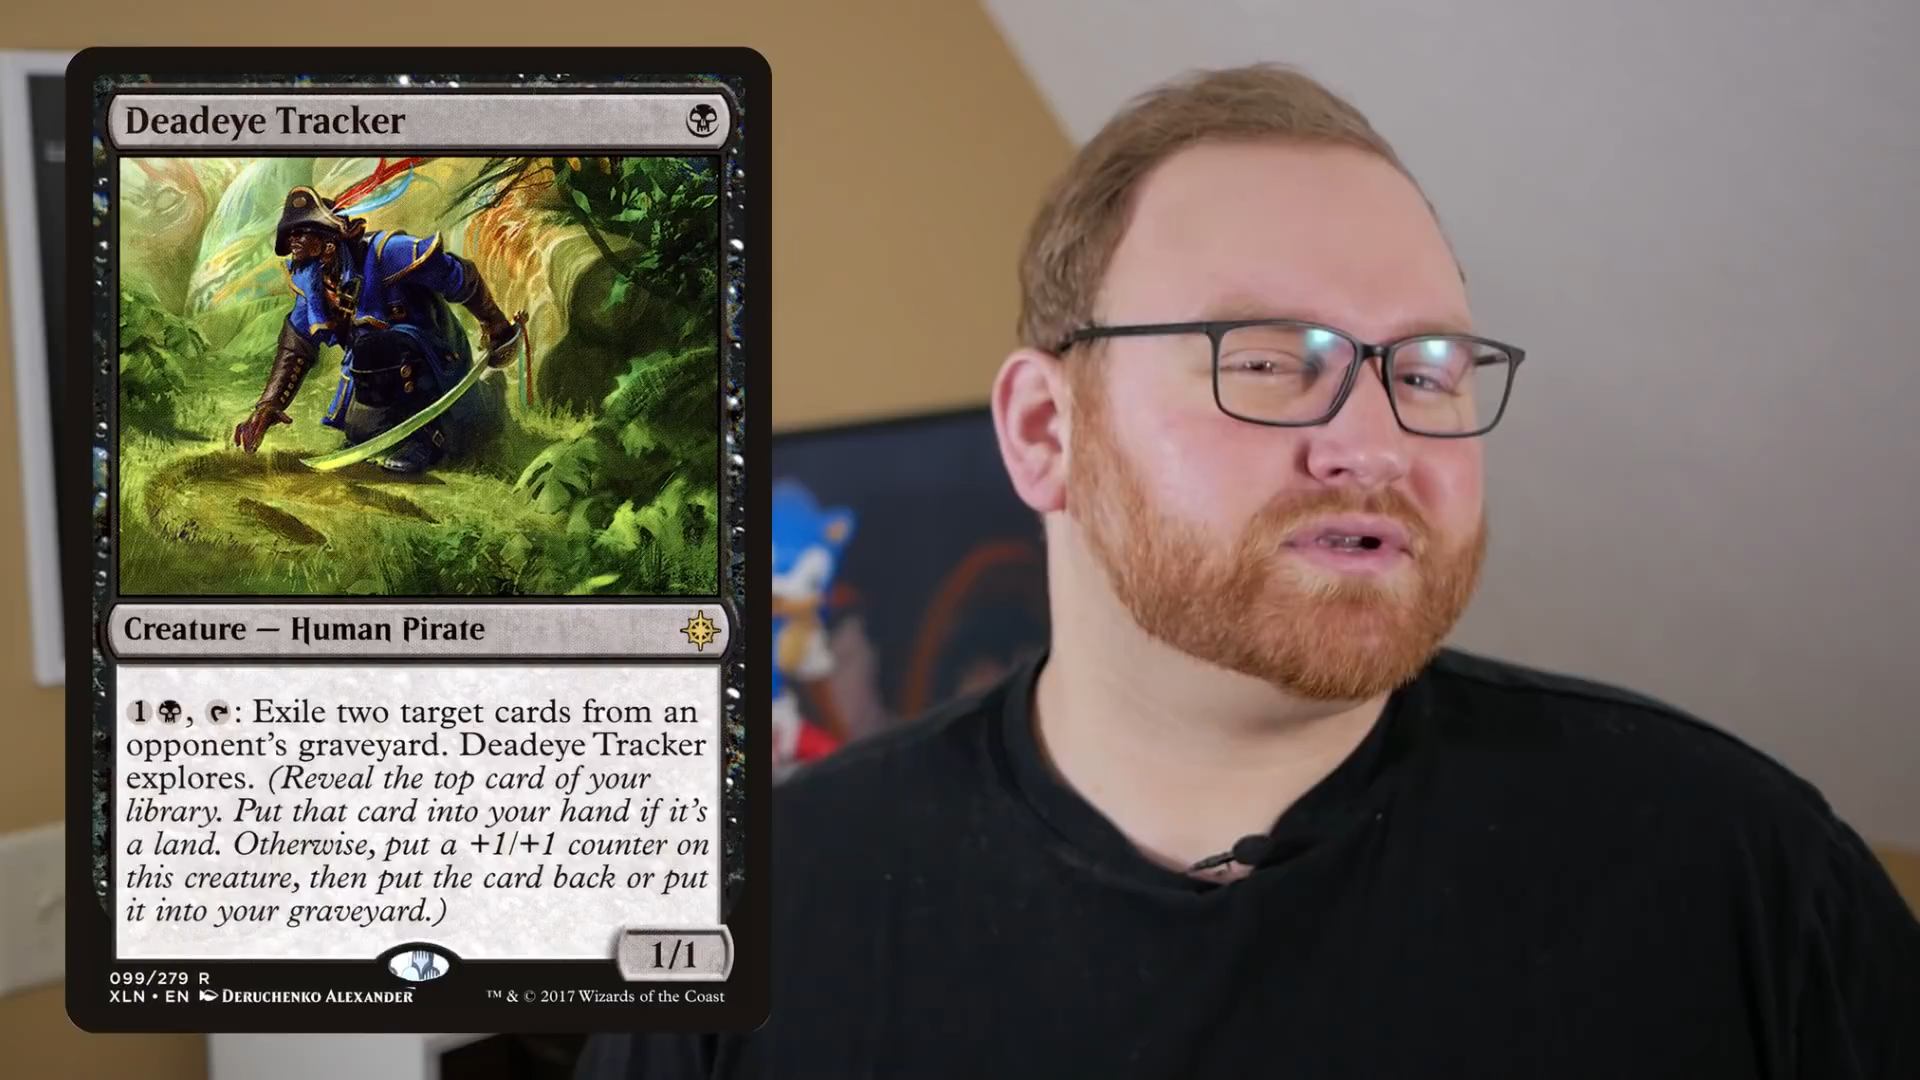 Deadeye Tracker
Creature — Human Pirate
1, : Exile two target cards from an
opponent's graveyard. Deadeye Tracker
explores. (Reveal the top card of your
library. Put that card into your hand if it's
a land. Otherwise, put a +1/+1 counter on
this creature, then put the card back or put
it into your graveyard.)
1/1
099/279 R
XLN • EN DERUCHENKO ALEXANDER
™ & © 2017 Wizards of the Coast